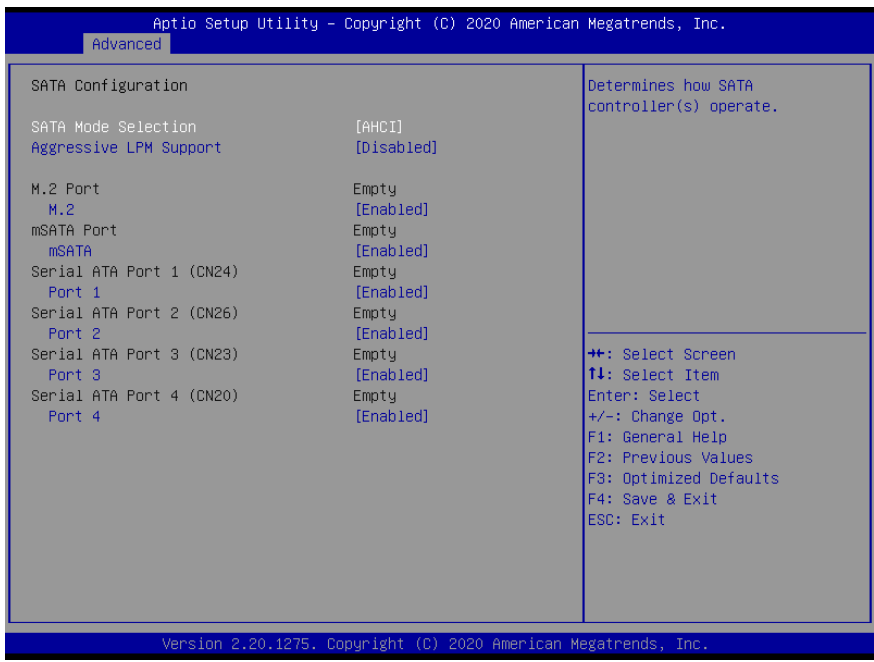 Aptio Setup Utility – Copyright (C) 2020 American Megatrends, Inc.
Advanced
SATA Configuration
SATA Mode Selection [AHCI]
Aggressive LPM Support [Disabled]
M.2 Port Empty
M.2 [Enabled]
mSATA Port Empty
mSATA [Enabled]
Serial ATA Port 1 (CN24) Empty
Port 1 [Enabled]
Serial ATA Port 2 (CN26) Empty
Port 2 [Enabled]
Serial ATA Port 3 (CN23) Empty
Port 3 [Enabled]
Serial ATA Port 4 (CN20) Empty
Port 4 [Enabled]
Determines how SATA
controller(s) operate.
→←: Select Screen
↑↓: Select Item
Enter: Select
+/-: Change Opt.
F1: General Help
F2: Previous Values
F3: Optimized Defaults
F4: Save & Exit
ESC: Exit
Version 2.20.1275. Copyright (C) 2020 American Megatrends, Inc.